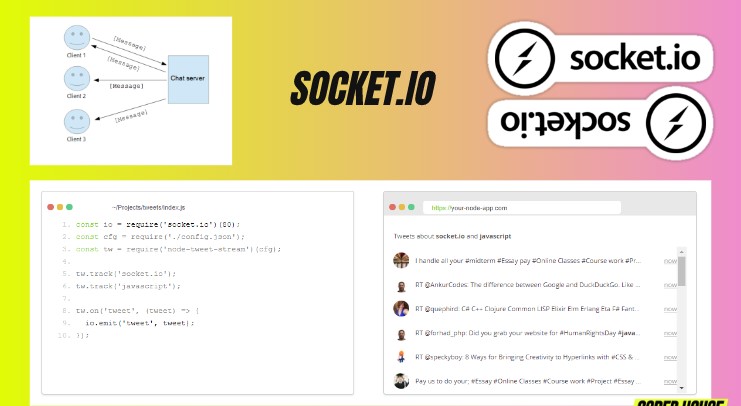 [Message]
Client 1
[Message]
Chat server
[Message]
Client 2
[Message]
Client 3
SOCKET.IO
socket.io
socket.io
~/Projects/tweets/index.js
1. const io = require('socket.io')(80);
2. const cfg = require('./config.json');
3. const tw = require('node-tweet-stream')(cfg);
4.
5. tw.track('socket.io');
6. tw.track('javascript');
7.
8. tw.on('tweet', (tweet) => {
9. io.emit('tweet', tweet);
10. });
https://your-node-app.com
Tweets about socket.io and javascript
I handle all your #midterm #Essay pay #Online Classes #Course work #Pr... now
RT @AnkurCodes: The difference between Google and DuckDuckGo. Like ... now
RT @quephird: C# C++ Clojure Common LISP Elixir Elm Erlang Eta F# Fant... now
RT @forhad_php: Did you grab your website for #HumanRightsDay #java... now
RT @speckyboy: 8 Ways for Bringing Creativity to Hyperlinks with #CSS & ... now
Pay us to do your; #Essay #Online Classes #Course work #Project #Essay ... now
CODER HOUSE